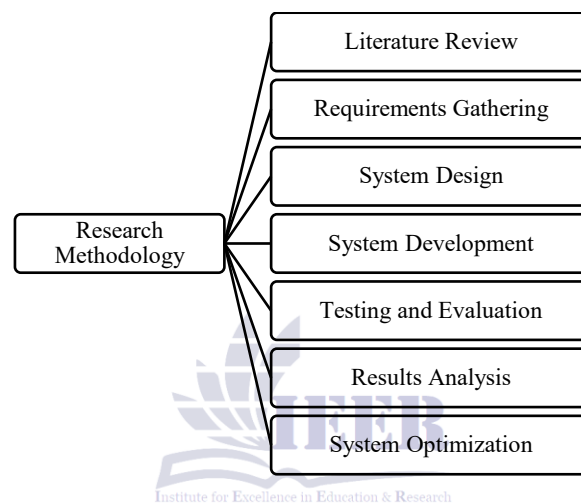 Literature Review
Requirements Gathering
System Design
Research
Methodology
System Development
Testing and Evaluation
Results Analysis
System Optimization
IEER
Institute for Excellence in Education & Research